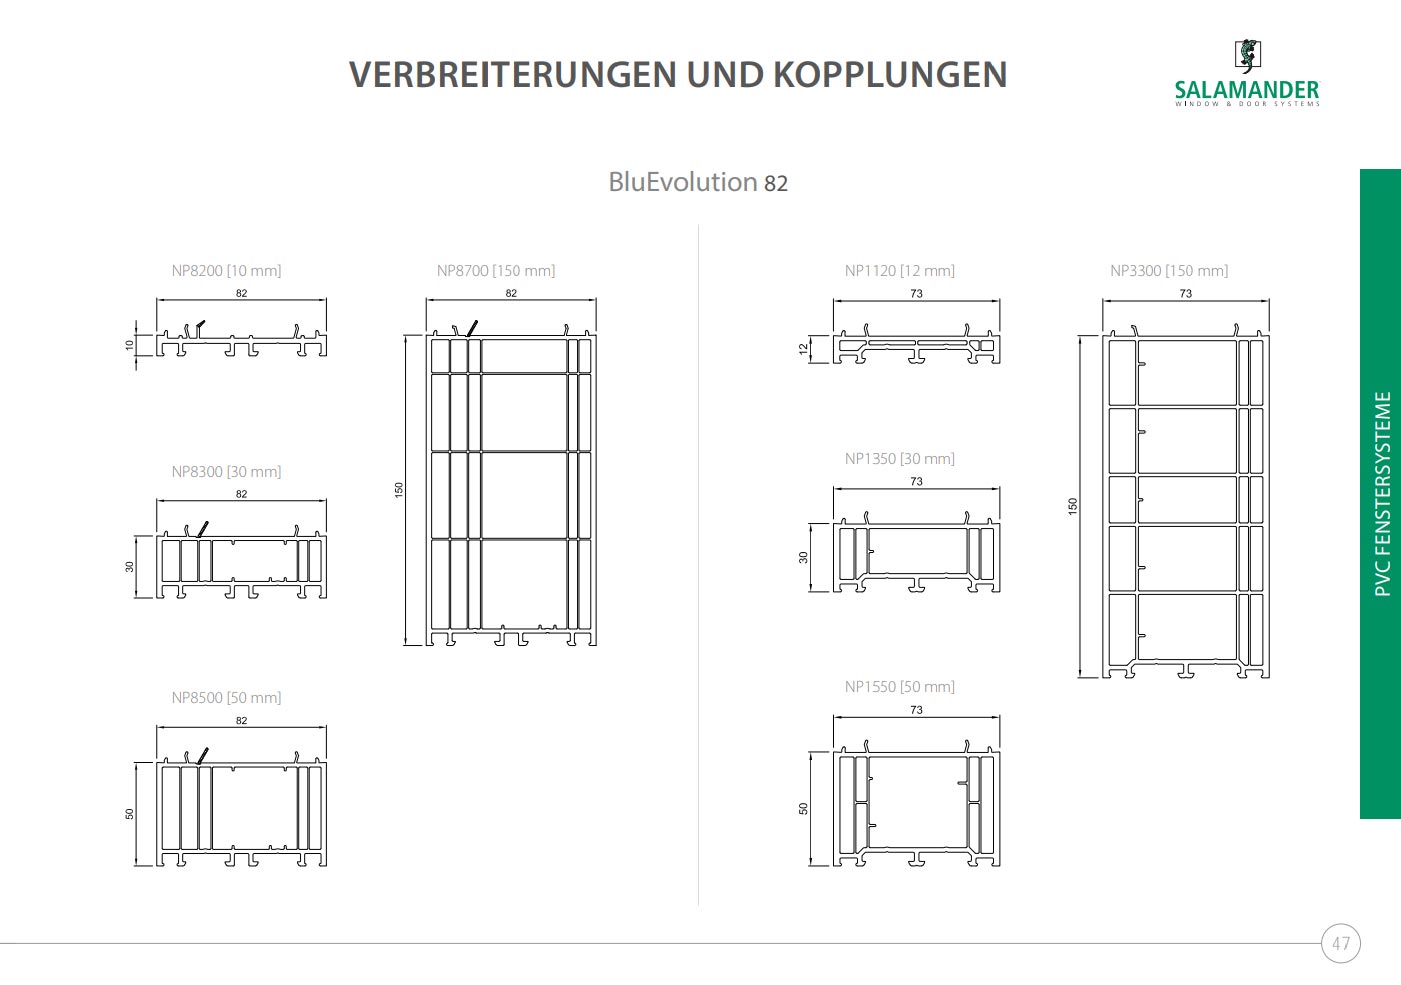 VERBREITERUNGEN UND KOPPLUNGEN
SALAMANDER
WINDOW & DOOR SYSTEMS
BluEvolution 82
NP8200 [10 mm]
82
10
NP8700 [150 mm]
82
150
NP8300 [30 mm]
82
30
NP8500 [50 mm]
82
50
NP1120 [12 mm]
73
12
NP3300 [150 mm]
73
150
NP1350 [30 mm]
73
30
NP1550 [50 mm]
73
50
PVC FENSTERSYSTEME
47